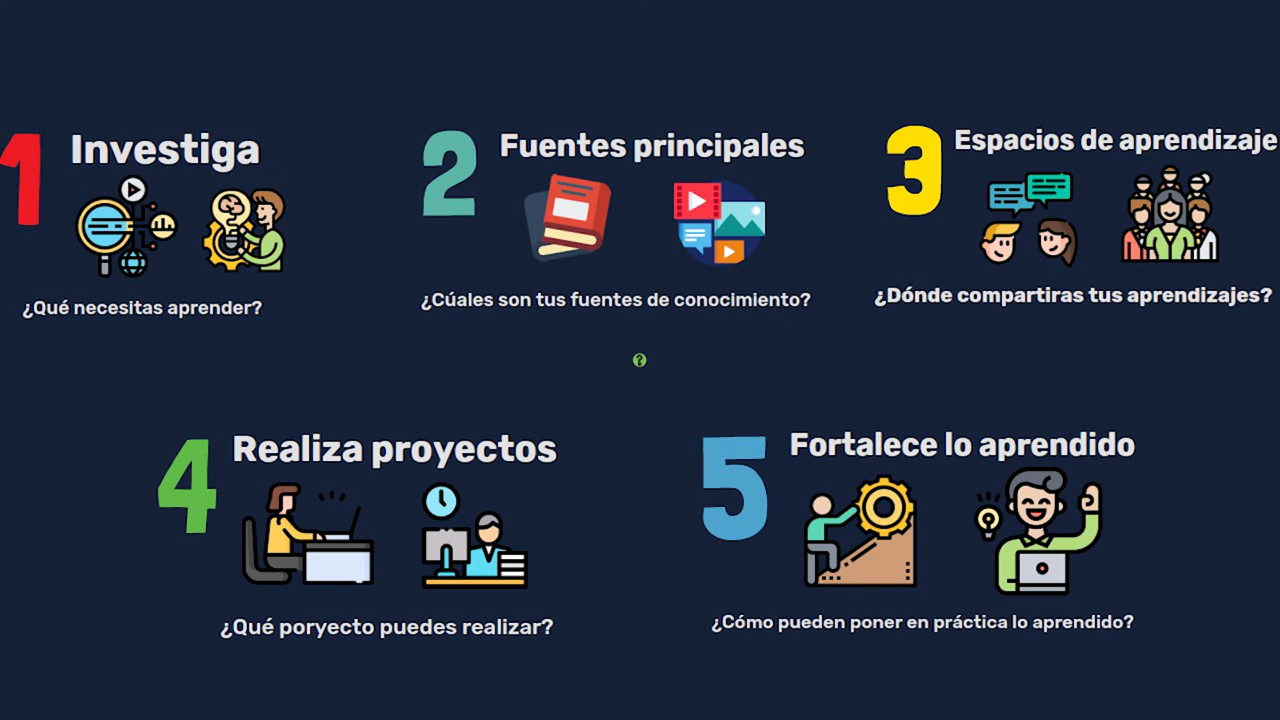 1 Investiga
¿Qué necesitas aprender?
2 Fuentes principales
¿Cúales son tus fuentes de conocimiento?
3 Espacios de aprendizaje
¿Dónde compartiras tus aprendizajes?
?
4 Realiza proyectos
¿Qué poryecto puedes realizar?
5 Fortalece lo aprendido
¿Cómo pueden poner en práctica lo aprendido?